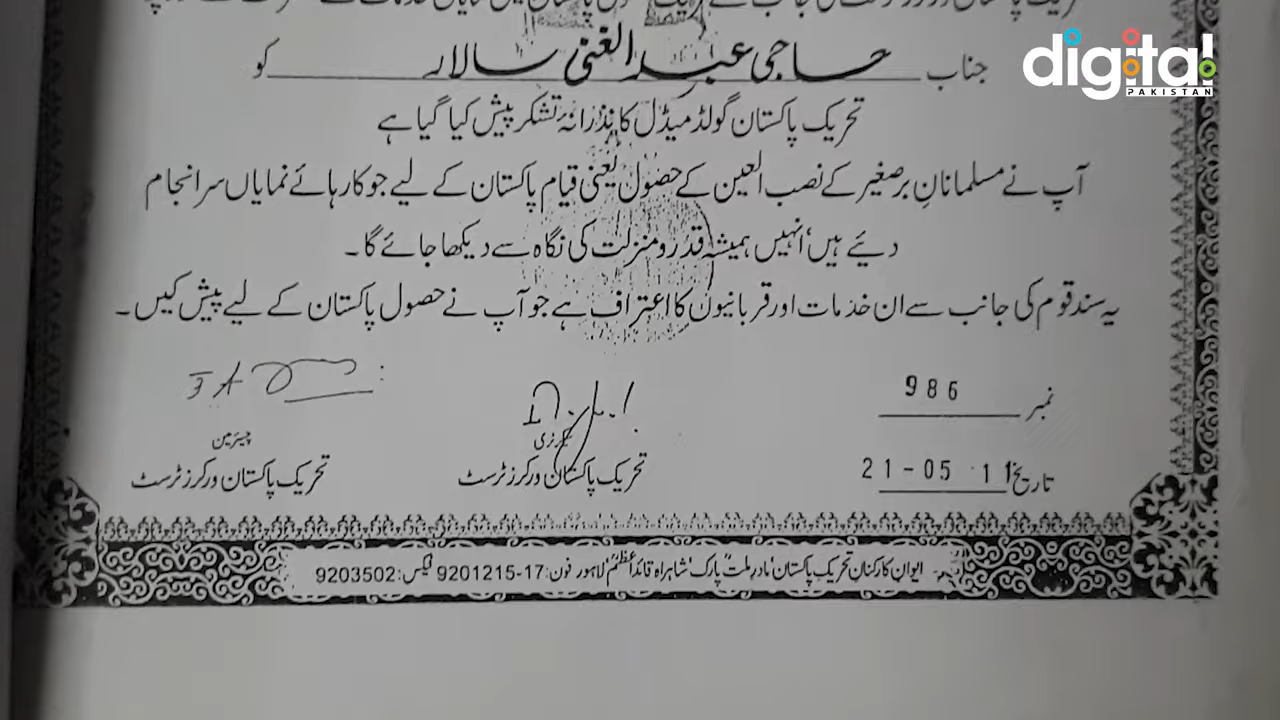 digital!
PAKISTAN
جناب حاجی عبدالغنی سالار کو
تحریک پاکستان گولڈ میڈل کا نذرانۂ تشکر پیش کیا گیا ہے
آپ نے مسلمانانِ برصغیر کے نصب العین کے حصول یعنی قیام پاکستان کے لیے جو کارہائے نمایاں سرانجام
دئیے ہیں، انہیں ہمیشہ قدر و منزلت کی نگاہ سے دیکھا جائے گا۔
یہ سند قوم کی جانب سے ان خدمات اور قربانیوں کا اعتراف ہے جو آپ نے حصول پاکستان کے لیے پیش کیں۔
نمبر 986
تاریخ 21-05-11
سیکرٹری
تحریک پاکستان ورکرز ٹرسٹ
چیئرمین
تحریک پاکستان ورکرز ٹرسٹ
ایوان کارکنان تحریک پاکستان، مادرِ ملتؒ پارک، شاہراہ قائداعظمؒ لاہور فون: 17-9201215 فیکس: 9203502